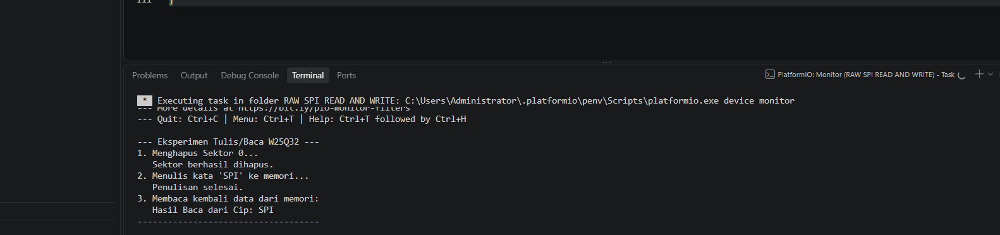 111 }
Problems Output Debug Console Terminal Ports PlatformIO: Monitor (RAW SPI READ AND WRITE) - Task
* Executing task in folder RAW SPI READ AND WRITE: C:\Users\Administrator\.platformio\penv\Scripts\platformio.exe device monitor
--- More details at https://bit.ly/pio-monitor-filters
--- Quit: Ctrl+C | Menu: Ctrl+T | Help: Ctrl+T followed by Ctrl+H
--- Eksperimen Tulis/Baca W25Q32 ---
1. Menghapus Sektor 0...
Sektor berhasil dihapus.
2. Menulis kata 'SPI' ke memori...
Penulisan selesai.
3. Membaca kembali data dari memori:
Hasil Baca dari Cip: SPI
------------------------------------